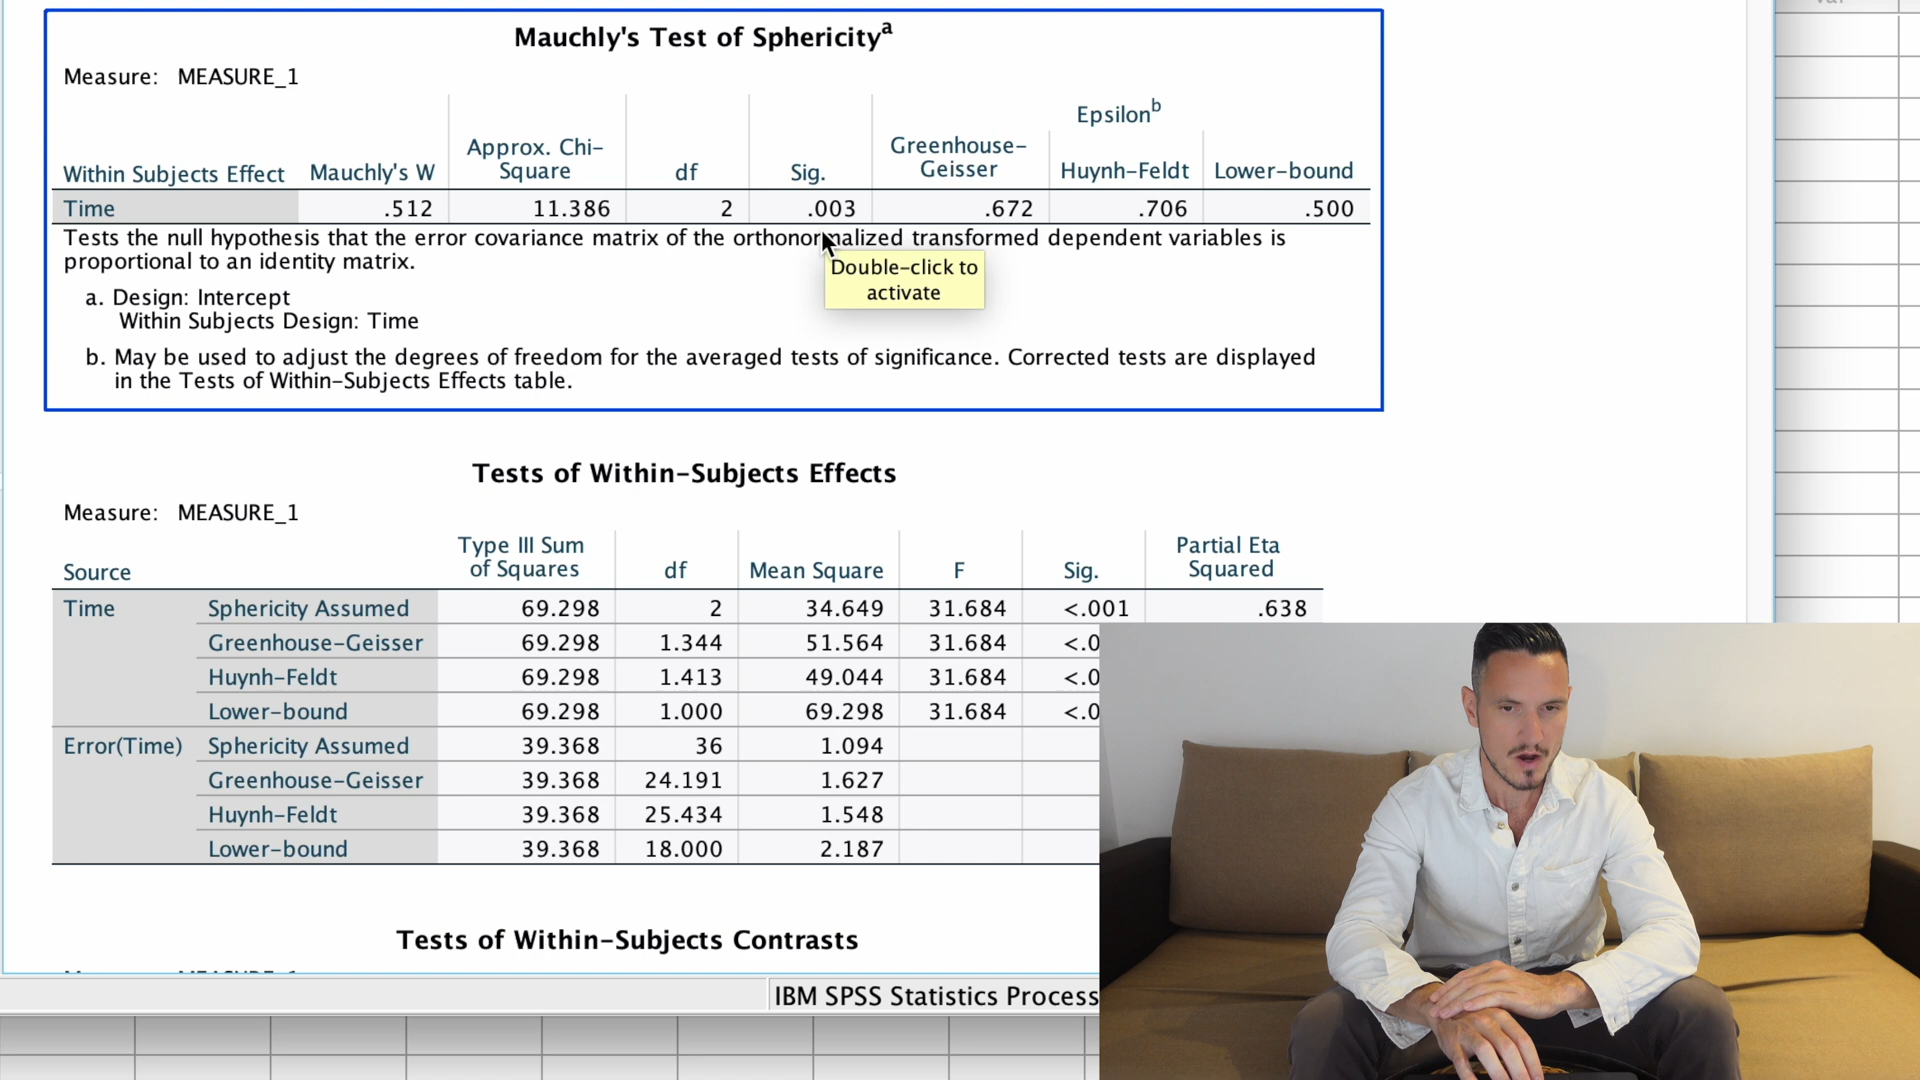 Mauchly's Test of Sphericityᵃ
Measure: MEASURE_1
Epsilonᵇ
Within Subjects Effect Mauchly's W Approx. Chi-Square df Sig. Greenhouse-Geisser Huynh-Feldt Lower-bound
Time .512 11.386 2 .003 .672 .706 .500
Tests the null hypothesis that the error covariance matrix of the orthonormalized transformed dependent variables is
proportional to an identity matrix.
Double-click to
activate
a. Design: Intercept
Within Subjects Design: Time
b. May be used to adjust the degrees of freedom for the averaged tests of significance. Corrected tests are displayed
in the Tests of Within-Subjects Effects table.
Tests of Within-Subjects Effects
Measure: MEASURE_1
Source Type III Sum of Squares df Mean Square F Sig. Partial Eta Squared
Time Sphericity Assumed 69.298 2 34.649 31.684 <.001 .638
Greenhouse-Geisser 69.298 1.344 51.564 31.684 <.0
Huynh-Feldt 69.298 1.413 49.044 31.684 <.0
Lower-bound 69.298 1.000 69.298 31.684 <.0
Error(Time) Sphericity Assumed 39.368 36 1.094
Greenhouse-Geisser 39.368 24.191 1.627
Huynh-Feldt 39.368 25.434 1.548
Lower-bound 39.368 18.000 2.187
Tests of Within-Subjects Contrasts
IBM SPSS Statistics Process